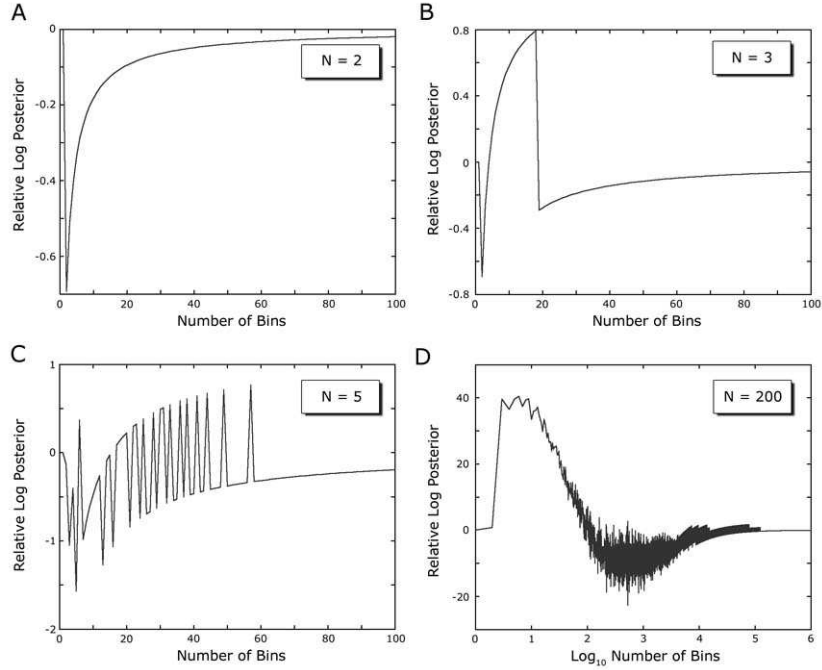 A
B
0
-0.2
-0.4
-0.6
Relative Log Posterior
N = 2
0
20
40
60
80
100
Number of Bins
0.8
0.4
0
-0.4
-0.8
Relative Log Posterior
N = 3
0
20
40
60
80
100
Number of Bins
C
D
1
0
-1
-2
Relative Log Posterior
N = 5
0
20
40
60
80
100
Number of Bins
40
20
0
-20
Relative Log Posterior
N = 200
0
1
2
3
4
5
6
Log10 Number of Bins